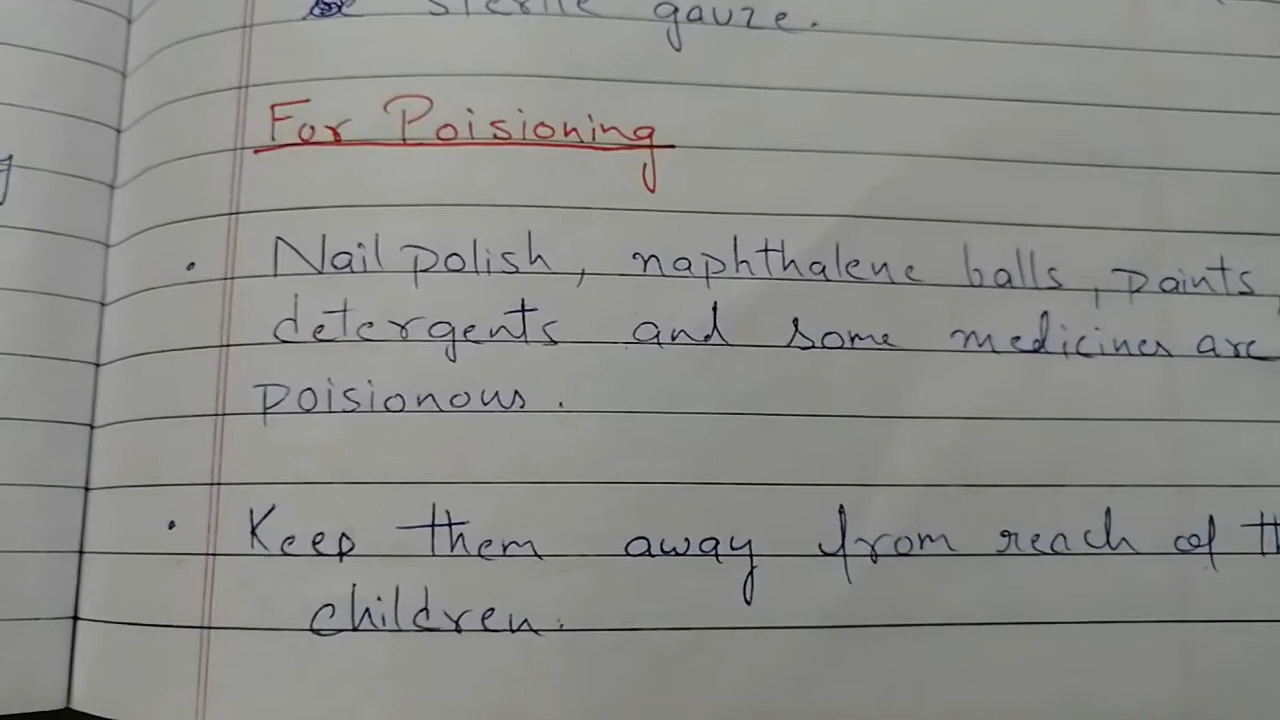 sterile gauze.
For Poisioning
. Nail polish, naphthalene balls, paints,
detergents and some medicines are
poisionous.
. Keep them away from reach of
children.